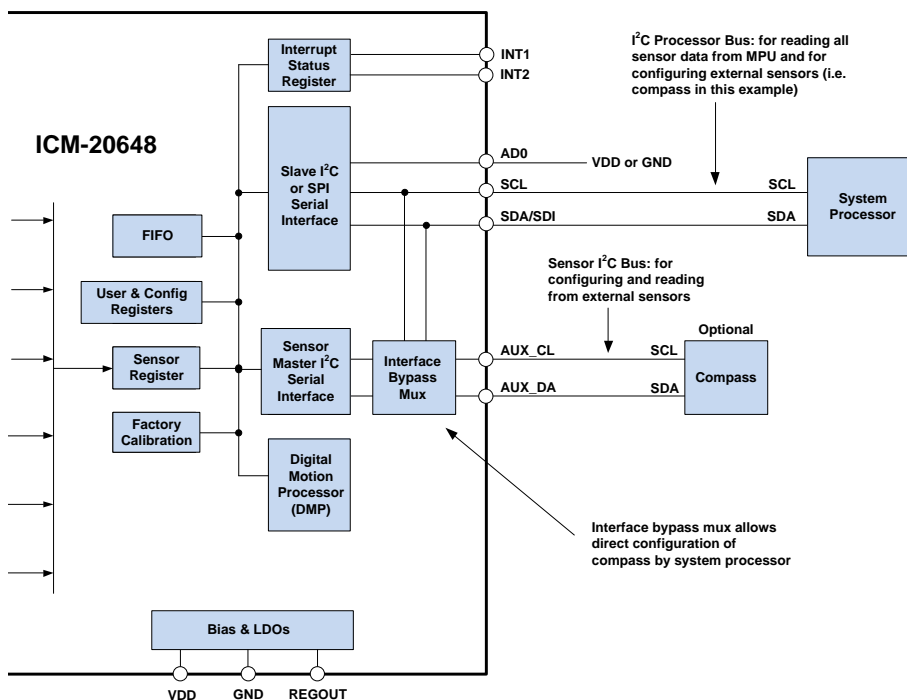 ICM-20648
Interrupt
Status
Register
INT1
INT2
I²C Processor Bus: for reading all
sensor data from MPU and for
configuring external sensors (i.e.
compass in this example)
Slave I²C
or SPI
Serial
Interface
AD0
VDD or GND
SCL
SCL
SDA/SDI
SDA
System
Processor
FIFO
User & Config
Registers
Sensor
Register
Factory
Calibration
Sensor
Master I²C
Serial
Interface
Interface
Bypass
Mux
Sensor I²C Bus: for
configuring and reading
from external sensors
AUX_CL
SCL
AUX_DA
SDA
Optional
Compass
Digital
Motion
Processor
(DMP)
Interface bypass mux allows
direct configuration of
compass by system processor
Bias & LDOs
VDD
GND
REGOUT